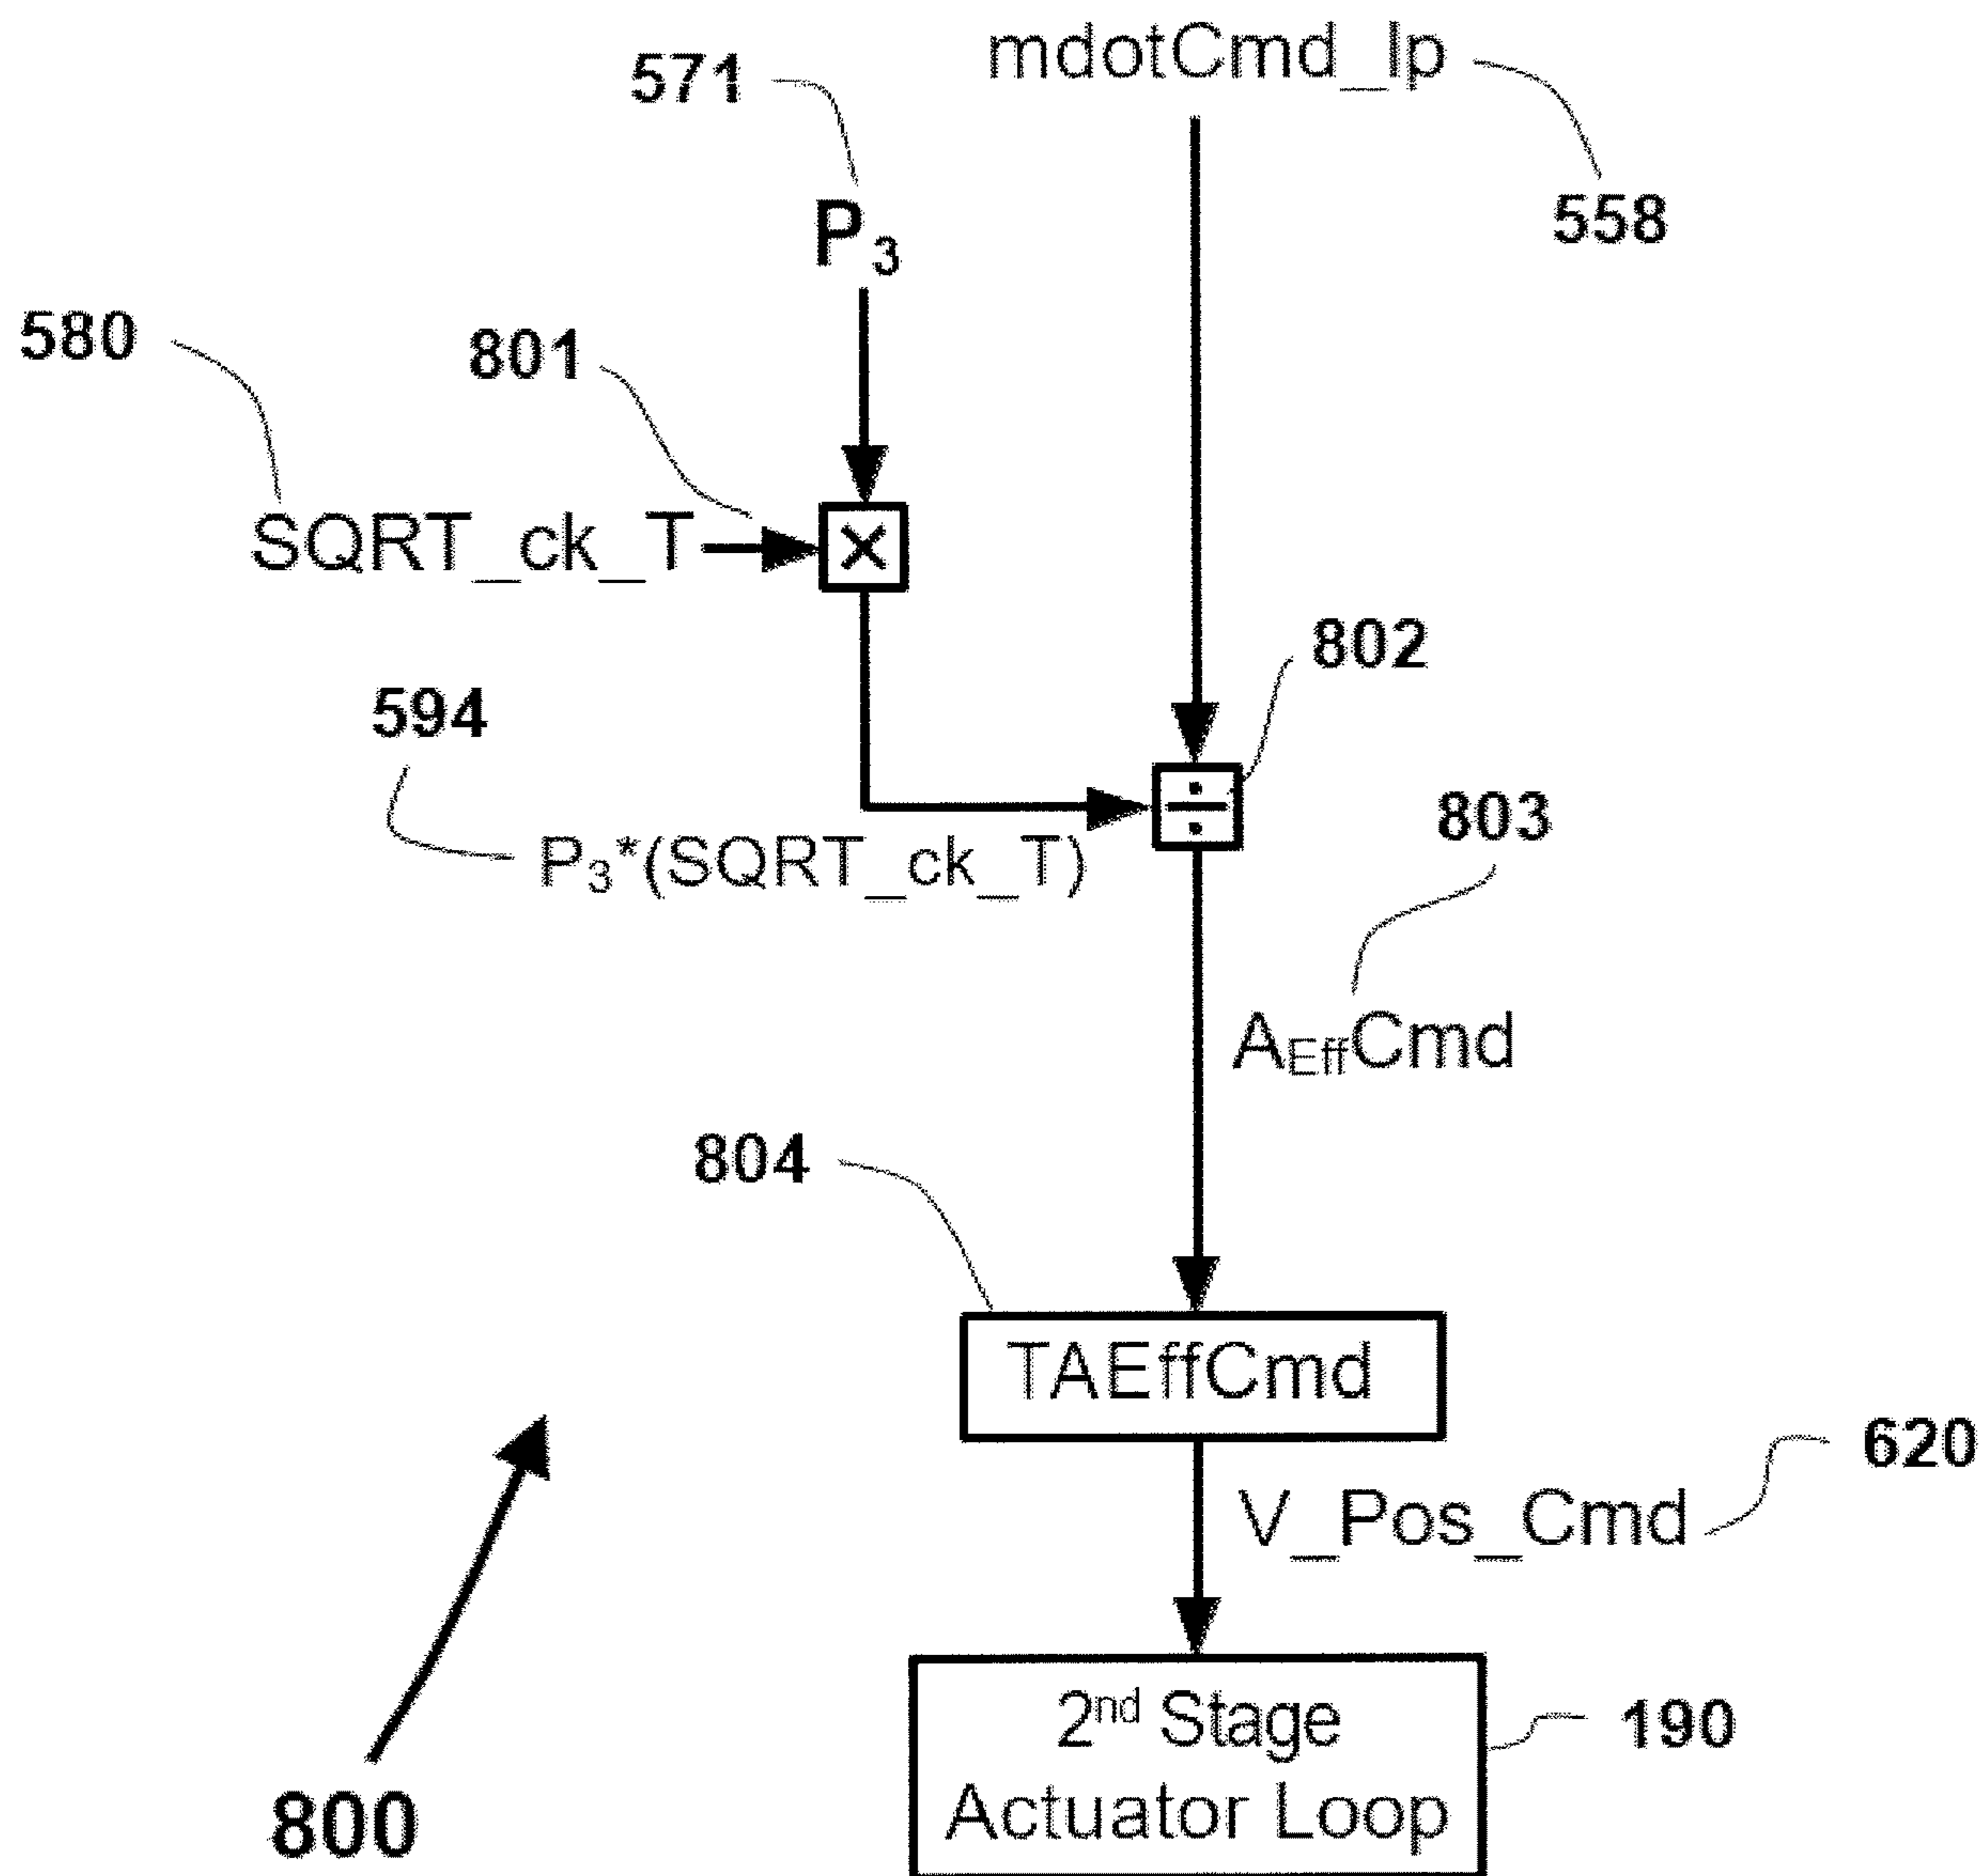 mdotCmd_lp
571
558
P₃
580
801
SQRT_ck_T
×
802
594
÷
803
P₃*(SQRT_ck_T)
A_EffCmd
804
TAEffCmd
620
V_Pos_Cmd
2nd Stage
190
Actuator Loop
800